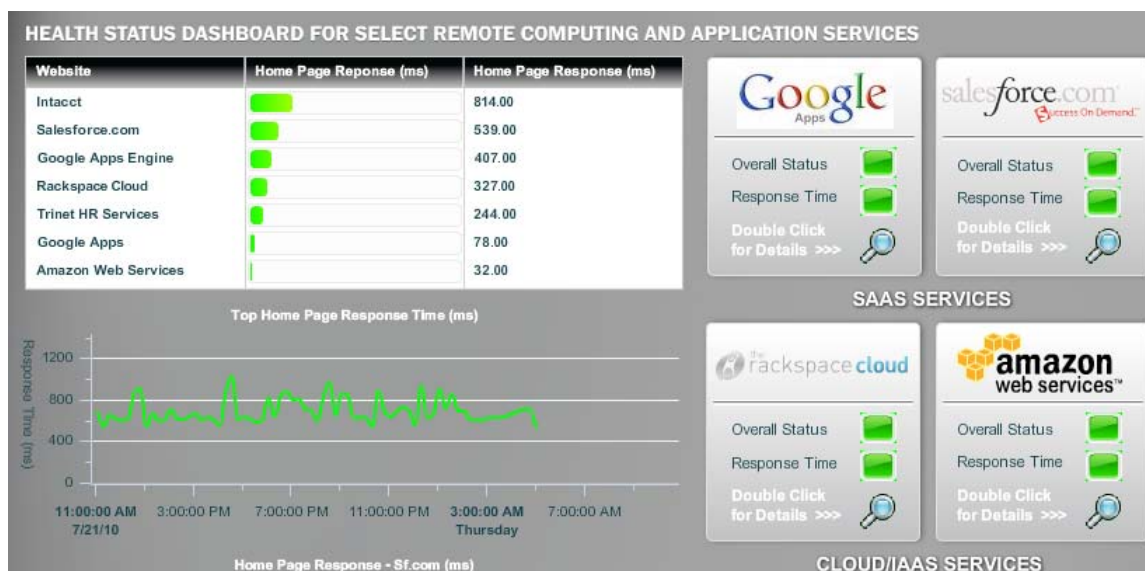 HEALTH STATUS DASHBOARD FOR SELECT REMOTE COMPUTING AND APPLICATION SERVICES
Website Home Page Reponse (ms) Home Page Response (ms)
Intacct 814.00
Salesforce.com 539.00
Google Apps Engine 407.00
Rackspace Cloud 327.00
Trinet HR Services 244.00
Google Apps 78.00
Amazon Web Services 32.00
Top Home Page Response Time (ms)
Response Time (ms)
1200
800
400
0
11:00:00 AM 3:00:00 PM 7:00:00 PM 11:00:00 PM 3:00:00 AM 7:00:00 AM
7/21/10 Thursday
Home Page Response - Sf.com (ms)
Google
Apps
Overall Status
Response Time
Double Click
for Details >>>
salesforce.com
Success On Demand.
Overall Status
Response Time
Double Click
for Details >>>
SAAS SERVICES
the
rackspace cloud
Overall Status
Response Time
Double Click
for Details >>>
amazon
web services™
Overall Status
Response Time
Double Click
for Details >>>
CLOUD/IAAS SERVICES